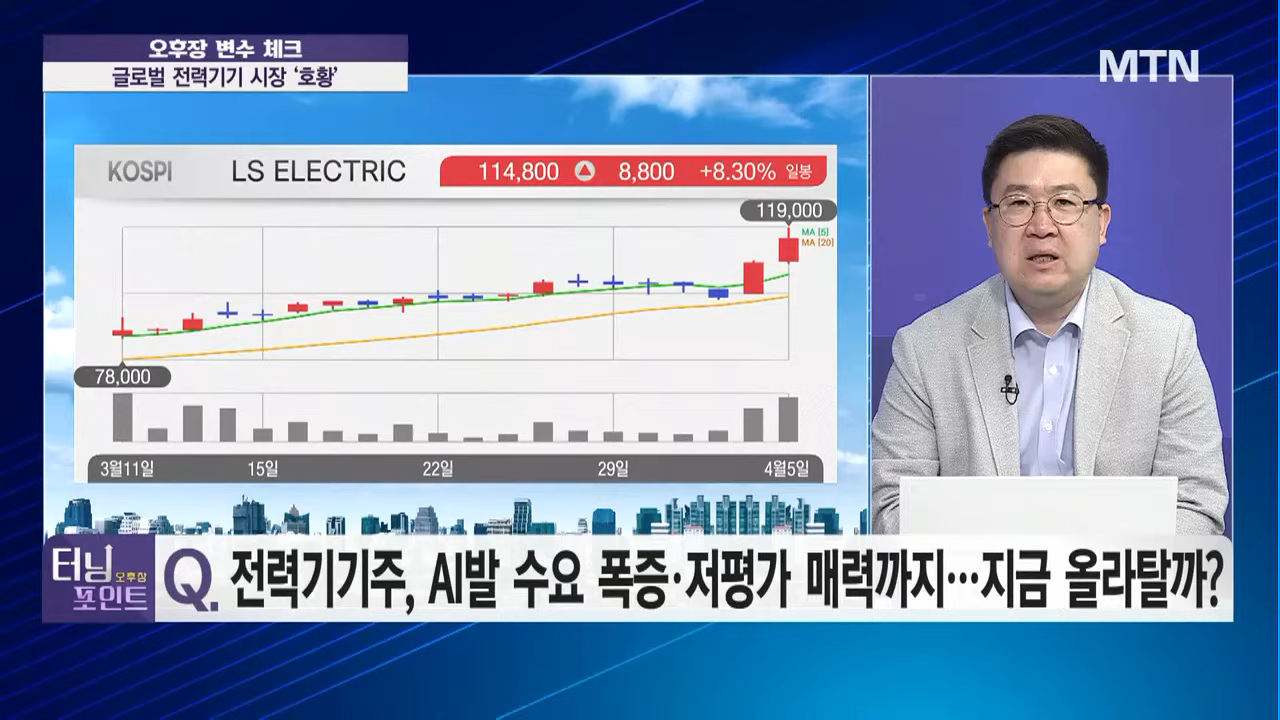 오후장 변수 체크
글로벌 전력기기 시장 '호황'
MTN
KOSPI LS ELECTRIC 114,800 8,800 +8.30% 일봉
119,000
MA [5]
MA [20]
78,000
3월11일 15일 22일 29일 4월5일
터닝 오후장
포인트
Q. 전력기기주, AI발 수요 폭증·저평가 매력까지…지금 올라탈까?